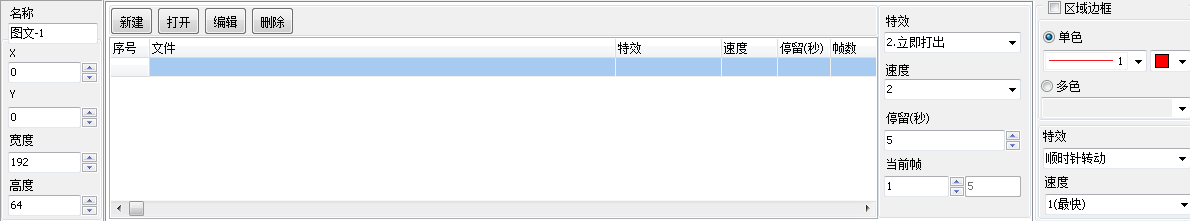 名称
图文-1
X
0
Y
0
宽度
192
高度
64
新建 打开 编辑 删除
序号 文件 特效 速度 停留(秒) 帧数
特效
2.立即打出
速度
2
停留(秒)
5
当前帧
1 5
区域边框
单色
1
多色
特效
顺时针转动
速度
1(最快)